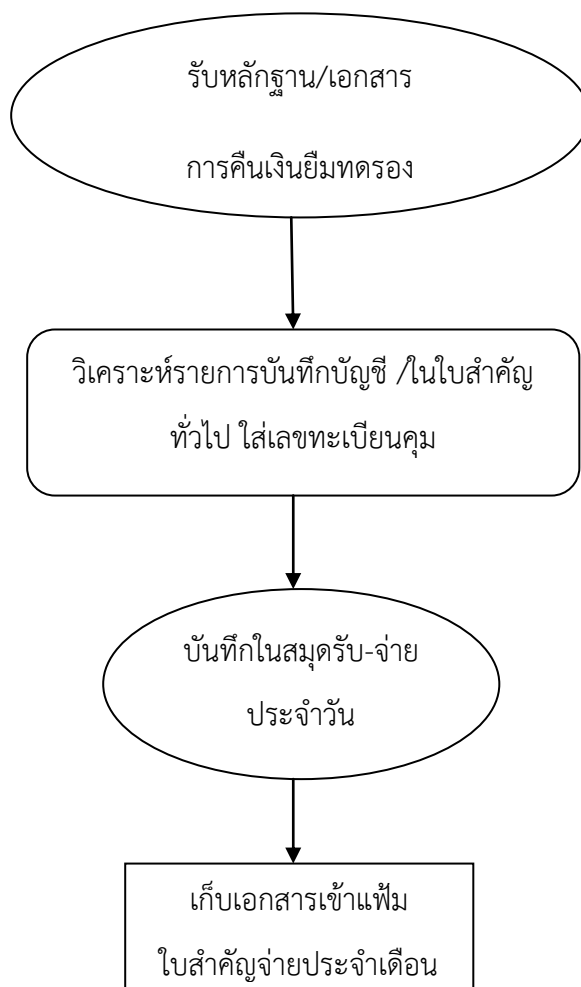 รับหลักฐาน/เอกสาร
การคืนเงินยืมทดรอง
วิเคราะห์รายการบันทึกบัญชี /ในใบสำคัญ
ทั่วไป ใส่เลขทะเบียนคุม
บันทึกในสมุดรับ-จ่าย
ประจำวัน
เก็บเอกสารเข้าแฟ้ม
ใบสำคัญจ่ายประจำเดือน